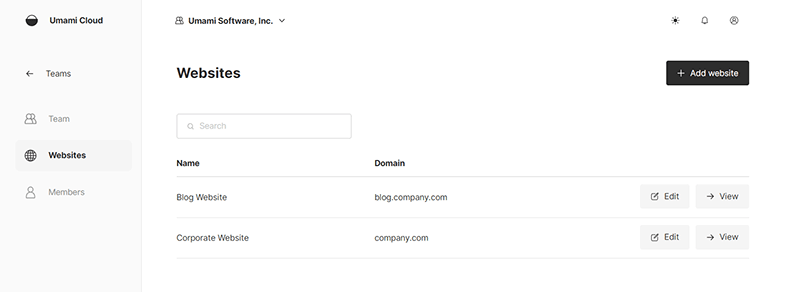 Umami Cloud
Umami Software, Inc.
Teams
Team
Websites
Members
Websites
Add website
Search
Name Domain
Blog Website blog.company.com Edit View
Corporate Website company.com Edit View